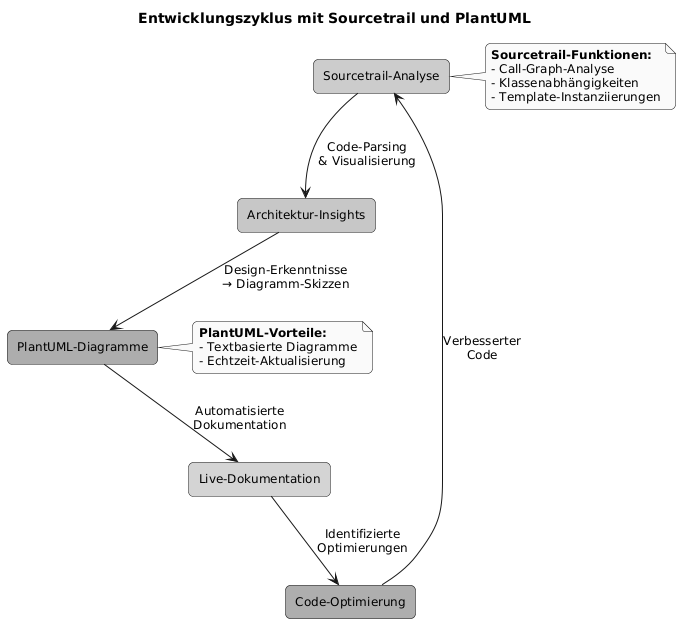 Entwicklungszyklus mit Sourcetrail und PlantUML
Sourcetrail-Analyse
Sourcetrail-Funktionen:
- Call-Graph-Analyse
- Klassenabhängigkeiten
- Template-Instanziierungen
Code-Parsing
& Visualisierung
Architektur-Insights
Design-Erkenntnisse
→ Diagramm-Skizzen
PlantUML-Diagramme
PlantUML-Vorteile:
- Textbasierte Diagramme
- Echtzeit-Aktualisierung
Verbesserter
Code
Automatisierte
Dokumentation
Live-Dokumentation
Identifizierte
Optimierungen
Code-Optimierung